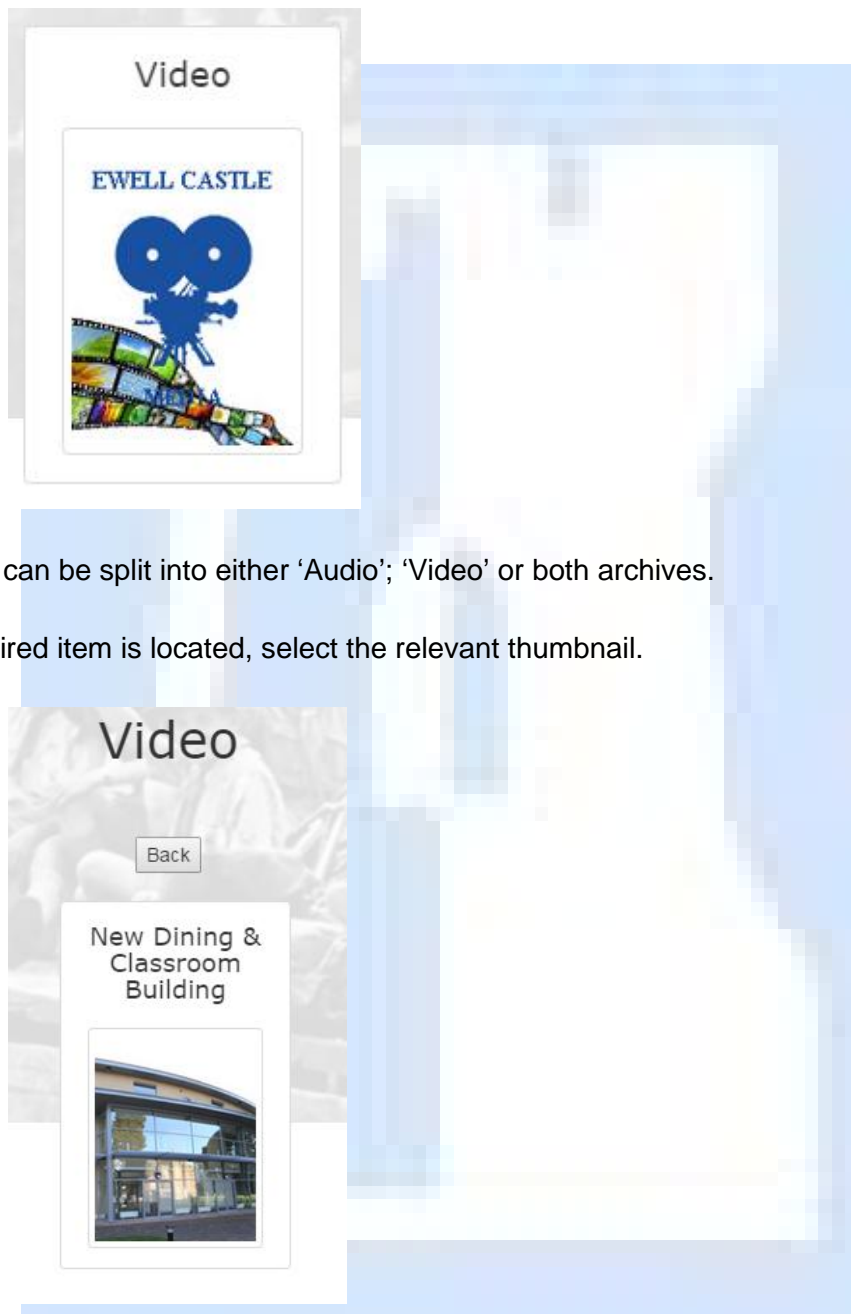 Video
EWELL CASTLE
MEDIA
can be split into either ‘Audio’; ‘Video’ or both archives.
ired item is located, select the relevant thumbnail.
Video
Back
New Dining &
Classroom
Building